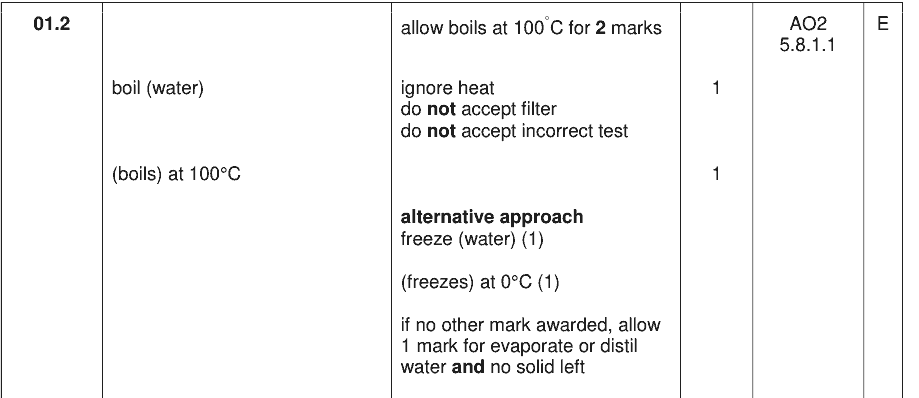 01.2 allow boils at 100°C for 2 marks AO2 E
5.8.1.1
boil (water) ignore heat 1
do not accept filter
do not accept incorrect test
(boils) at 100°C 1
alternative approach
freeze (water) (1)
(freezes) at 0°C (1)
if no other mark awarded, allow
1 mark for evaporate or distil
water and no solid left